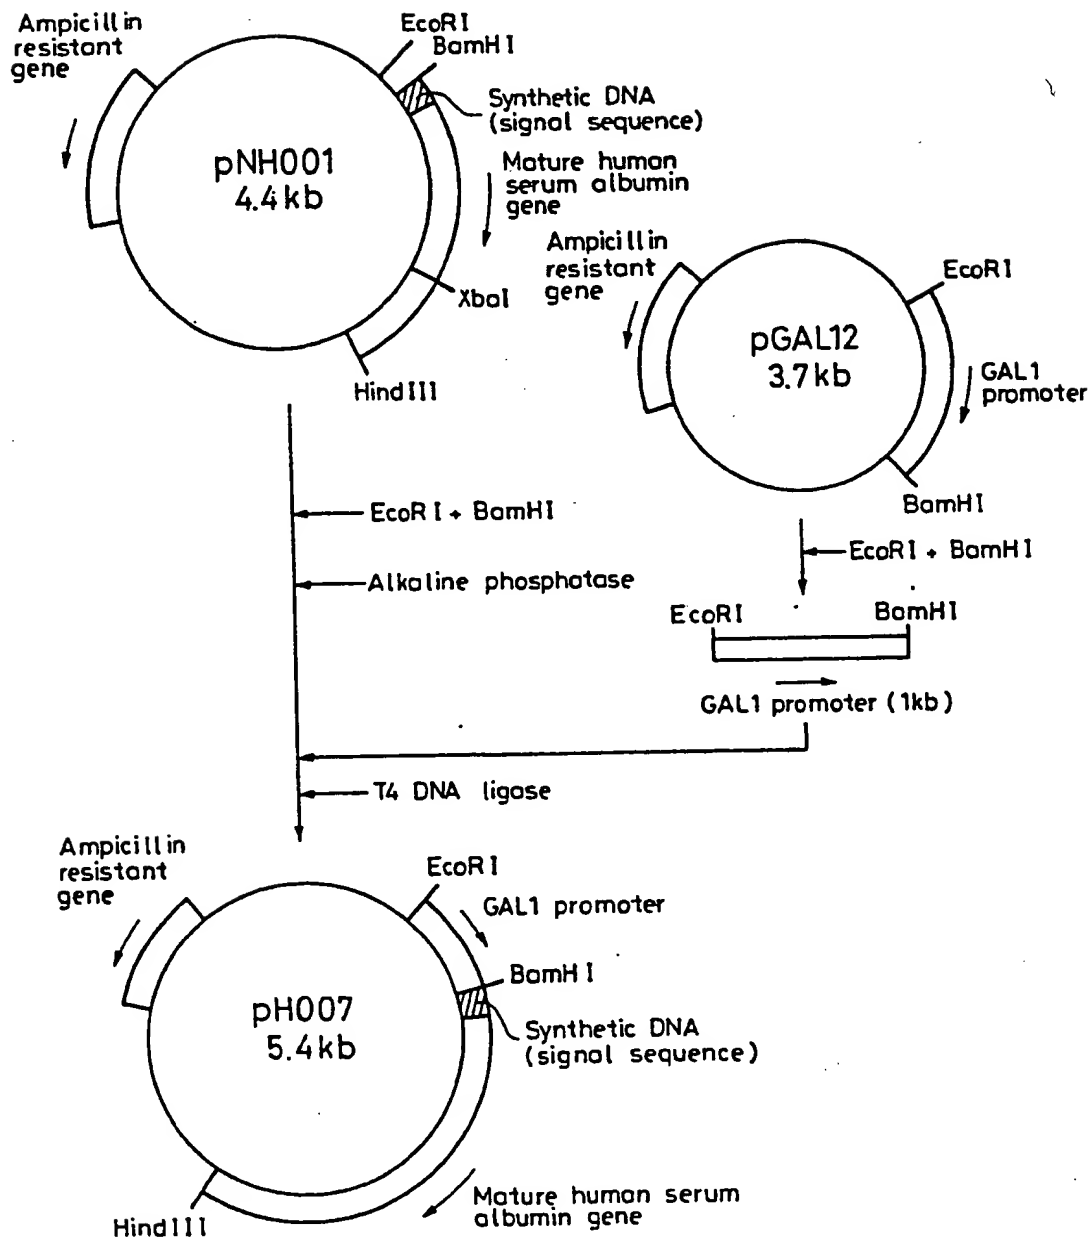 Ampicillin
resistant
gene
EcoRI
BamHI
Synthetic DNA
(signal sequence)
pNH001
4.4kb
Mature human
serum albumin
gene
XbaI
HindIII
Ampicillin
resistant
gene
EcoRI
pGAL12
3.7kb
GAL1
promoter
BamHI
EcoRI + BamHI
Alkaline phosphatase
EcoRI + BamHI
EcoRI
BamHI
GAL1 promoter (1kb)
T4 DNA ligase
Ampicillin
resistant
gene
EcoRI
GAL1 promoter
BamHI
pH007
5.4kb
Synthetic DNA
(signal sequence)
HindIII
Mature human serum
albumin gene